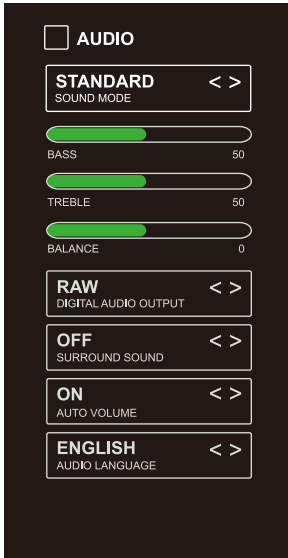 AUDIO
STANDARD < >
SOUND MODE
BASS 50
TREBLE 50
BALANCE 0
RAW < >
DIGITAL AUDIO OUTPUT
OFF < >
SURROUND SOUND
ON < >
AUTO VOLUME
ENGLISH < >
AUDIO LANGUAGE